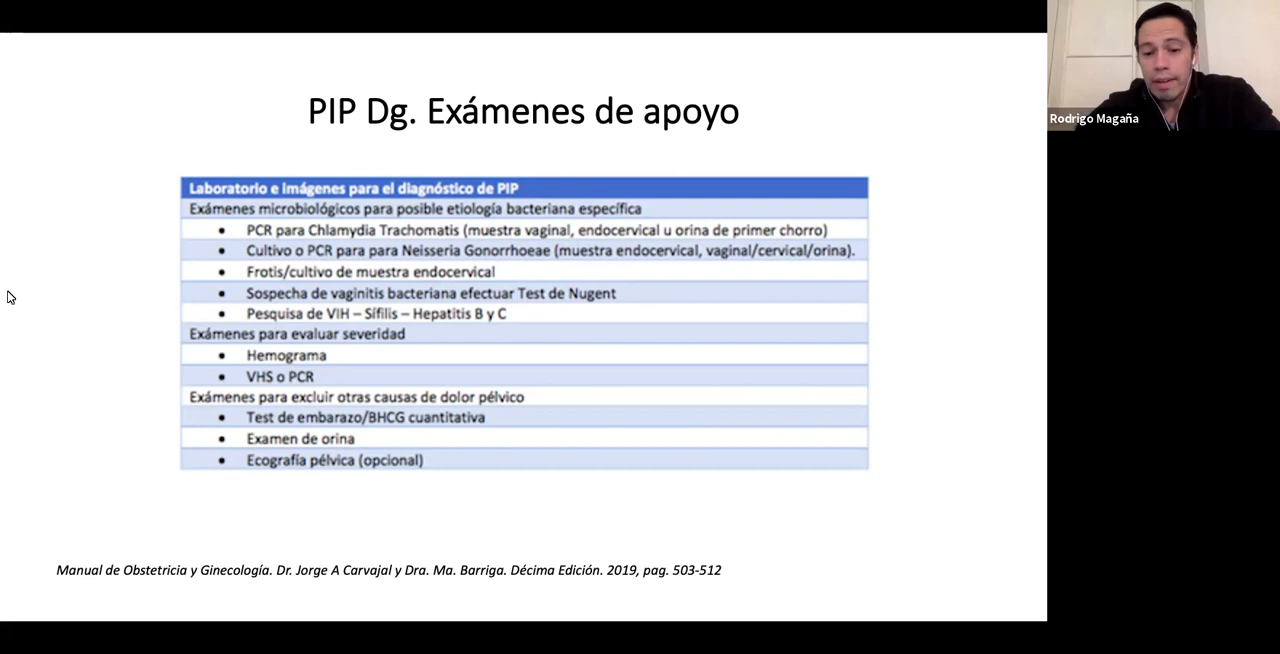 PIP Dg. Exámenes de apoyo
Rodrigo Magaña
Laboratorio e imágenes para el diagnóstico de PIP
Exámenes microbiológicos para posible etiología bacteriana específica
• PCR para Chlamydia Trachomatis (muestra vaginal, endocervical u orina de primer chorro)
• Cultivo o PCR para para Neisseria Gonorrhoeae (muestra endocervical, vaginal/cervical/orina).
• Frotis/cultivo de muestra endocervical
• Sospecha de vaginitis bacteriana efectuar Test de Nugent
• Pesquisa de VIH – Sífilis – Hepatitis B y C
Exámenes para evaluar severidad
• Hemograma
• VHS o PCR
Exámenes para excluir otras causas de dolor pélvico
• Test de embarazo/BHCG cuantitativa
• Examen de orina
• Ecografía pélvica (opcional)
Manual de Obstetricia y Ginecología. Dr. Jorge A Carvajal y Dra. Ma. Barriga. Décima Edición. 2019, pag. 503-512